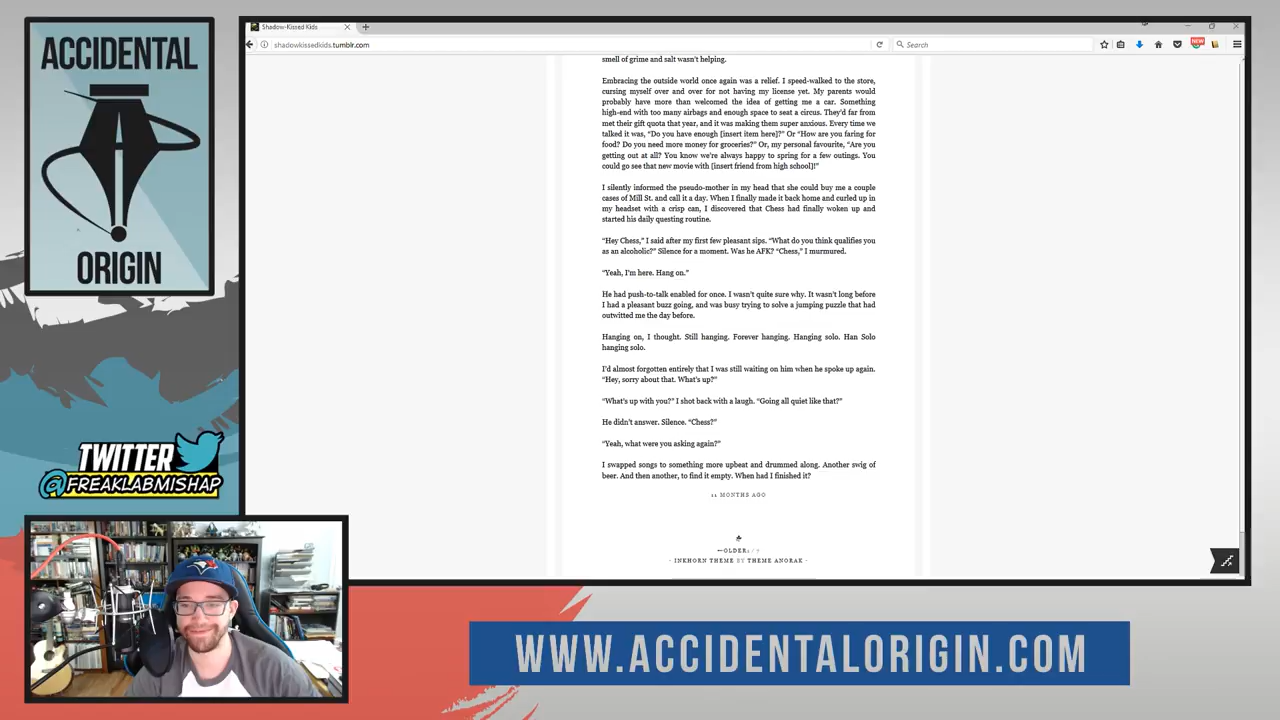 ACCIDENTAL
ORIGIN
TWITTER
@FREAKLABMISHAP
Shadow-Kissed Kids
shadowkissedkids.tumblr.com
Search
NEW
smell of grime and salt wasn't helping.
Embracing the outside world once again was a relief. I speed-walked to the store,
cursing myself over and over for not having my license yet. My parents would
probably have more than welcomed the idea of getting me a car. Something
high-end with too many airbags and enough space to seat a circus. They'd far from
met their gift quota that year, and it was making them super anxious. Every time we
talked it was, “Do you have enough [insert item here]?” Or “How are you faring for
food? Do you need more money for groceries?” Or, my personal favourite, “Are you
getting out at all? You know we're always happy to spring for a few outings. You
could go see that new movie with [insert friend from high school]!”
I silently informed the pseudo-mother in my head that she could buy me a couple
cases of Mill St. and call it a day. When I finally made it back home and curled up in
my headset with a crisp can, I discovered that Chess had finally woken up and
started his daily questing routine.
“Hey Chess,” I said after my first few pleasant sips. “What do you think qualifies you
as an alcoholic?” Silence for a moment. Was he AFK? “Chess,” I murmured.
“Yeah, I'm here. Hang on.”
He had push-to-talk enabled for once. I wasn't quite sure why. It wasn't long before
I had a pleasant buzz going, and was busy trying to solve a jumping puzzle that had
outwitted me the day before.
Hanging on, I thought. Still hanging. Forever hanging. Hanging solo. Han Solo
hanging solo.
I'd almost forgotten entirely that I was still waiting on him when he spoke up again.
“Hey, sorry about that. What's up?”
“What's up with you?” I shot back with a laugh. “Going all quiet like that?”
He didn't answer. Silence. “Chess?”
“Yeah, what were you asking again?”
I swapped songs to something more upbeat and drummed along. Another swig of
beer. And then another, to find it empty. When had I finished it?
11 MONTHS AGO
←OLDER
- INKHORN THEME BY THEME ANORAK -
WWW.ACCIDENTALORIGIN.COM